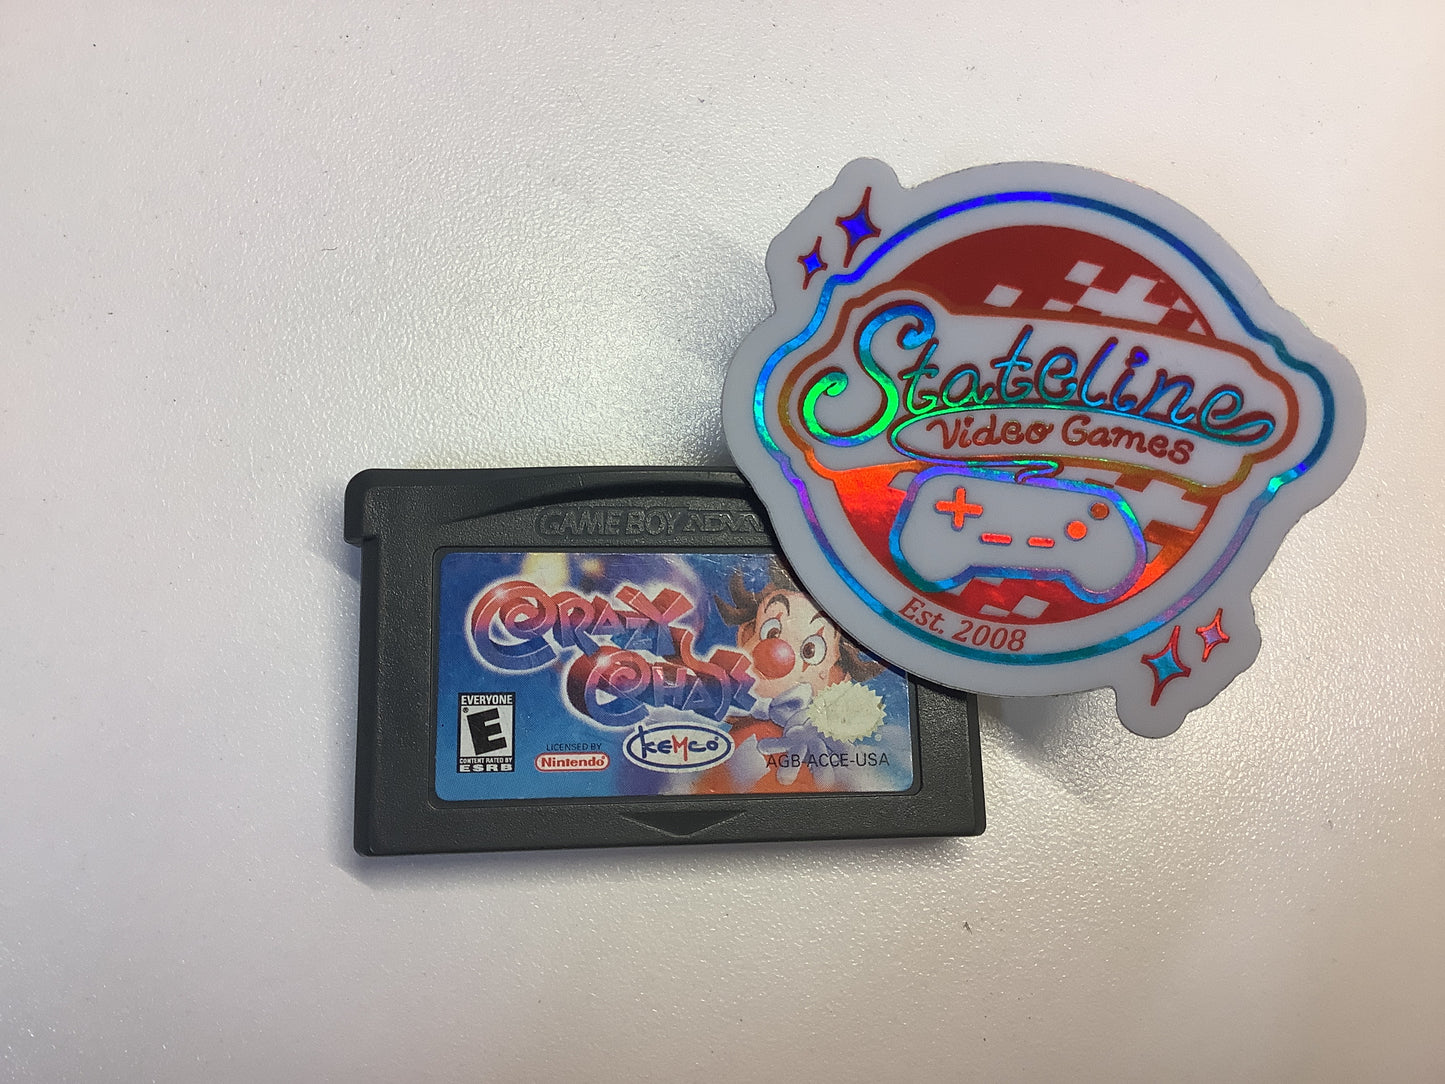 Stateline
Video Games
Est. 2008
GAME BOY ADVAN
CRAZY
CHASE
EVERYONE
E
CONTENT RATED BY
ESRB
LICENSED BY
Nintendo
KEMCO
AGB-ACCE-USA